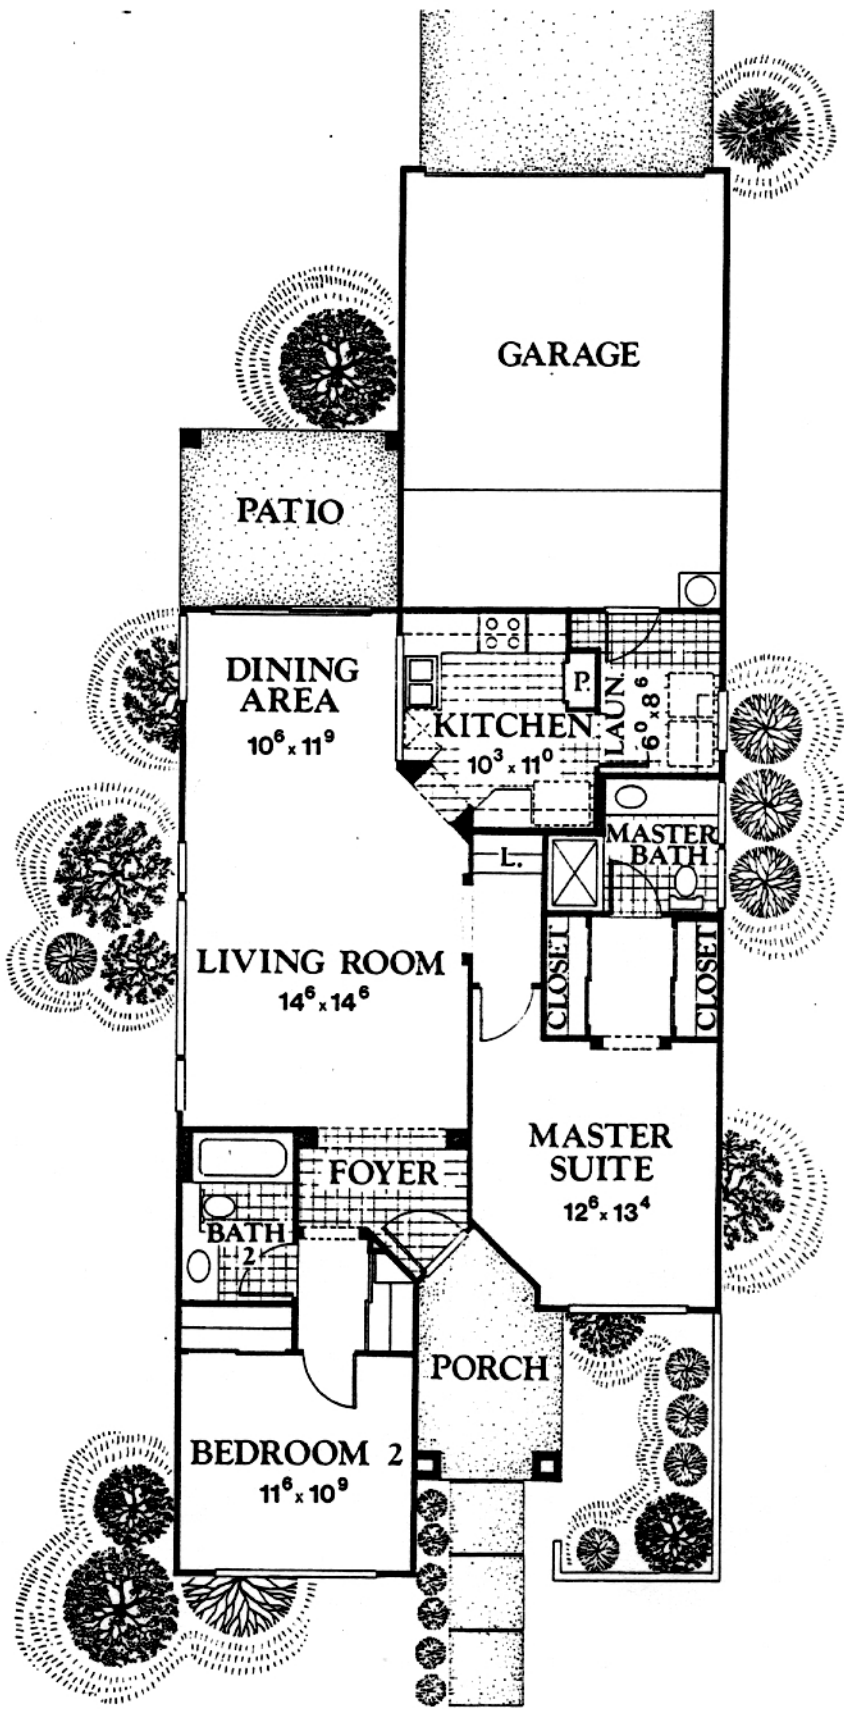 GARAGE
PATIO
DINING
AREA
10⁶ x 11⁹
KITCHEN
10³ x 11⁰
P.
LAUN.
6⁰ x 8⁶
MASTER
BATH
L.
LIVING ROOM
14⁶ x 14⁶
CLOSET
CLOSET
MASTER
SUITE
12⁶ x 13⁴
FOYER
BATH
2
PORCH
BEDROOM 2
11⁶ x 10⁹